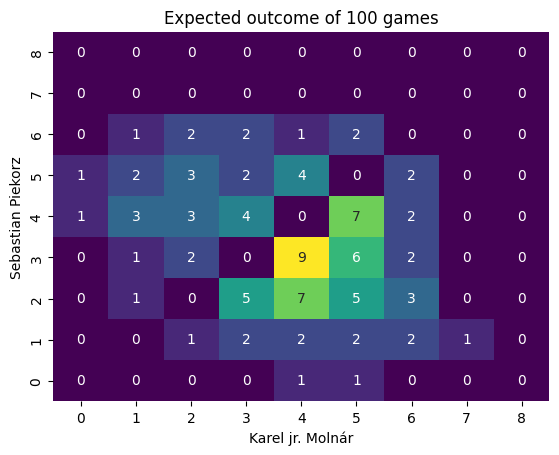 Expected outcome of 100 games
Sebastian Piekorz
8 0 0 0 0 0 0 0 0 0
7 0 0 0 0 0 0 0 0 0
6 0 1 2 2 1 2 0 0 0
5 1 2 3 2 4 0 2 0 0
4 1 3 3 4 0 7 2 0 0
3 0 1 2 0 9 6 2 0 0
2 0 1 0 5 7 5 3 0 0
1 0 0 1 2 2 2 2 1 0
0 0 0 0 0 1 1 0 0 0
0 1 2 3 4 5 6 7 8
Karel jr. Molnár